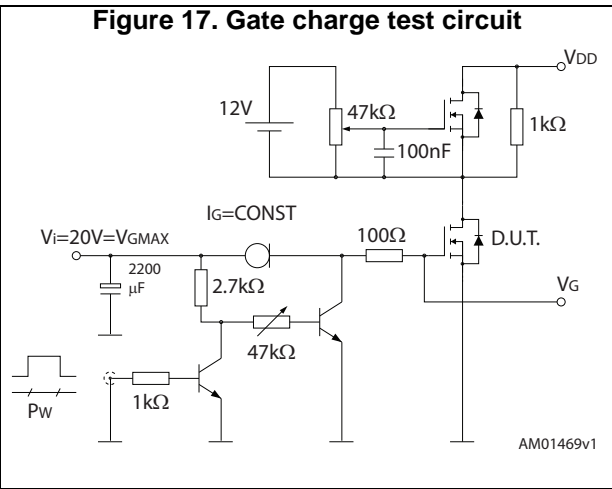 Figure 17. Gate charge test circuit
VDD
12V
47kΩ
1kΩ
100nF
IG=CONST
Vi=20V=VGMAX
100Ω
D.U.T.
2200
μF
2.7kΩ
VG
47kΩ
1kΩ
PW
AM01469v1